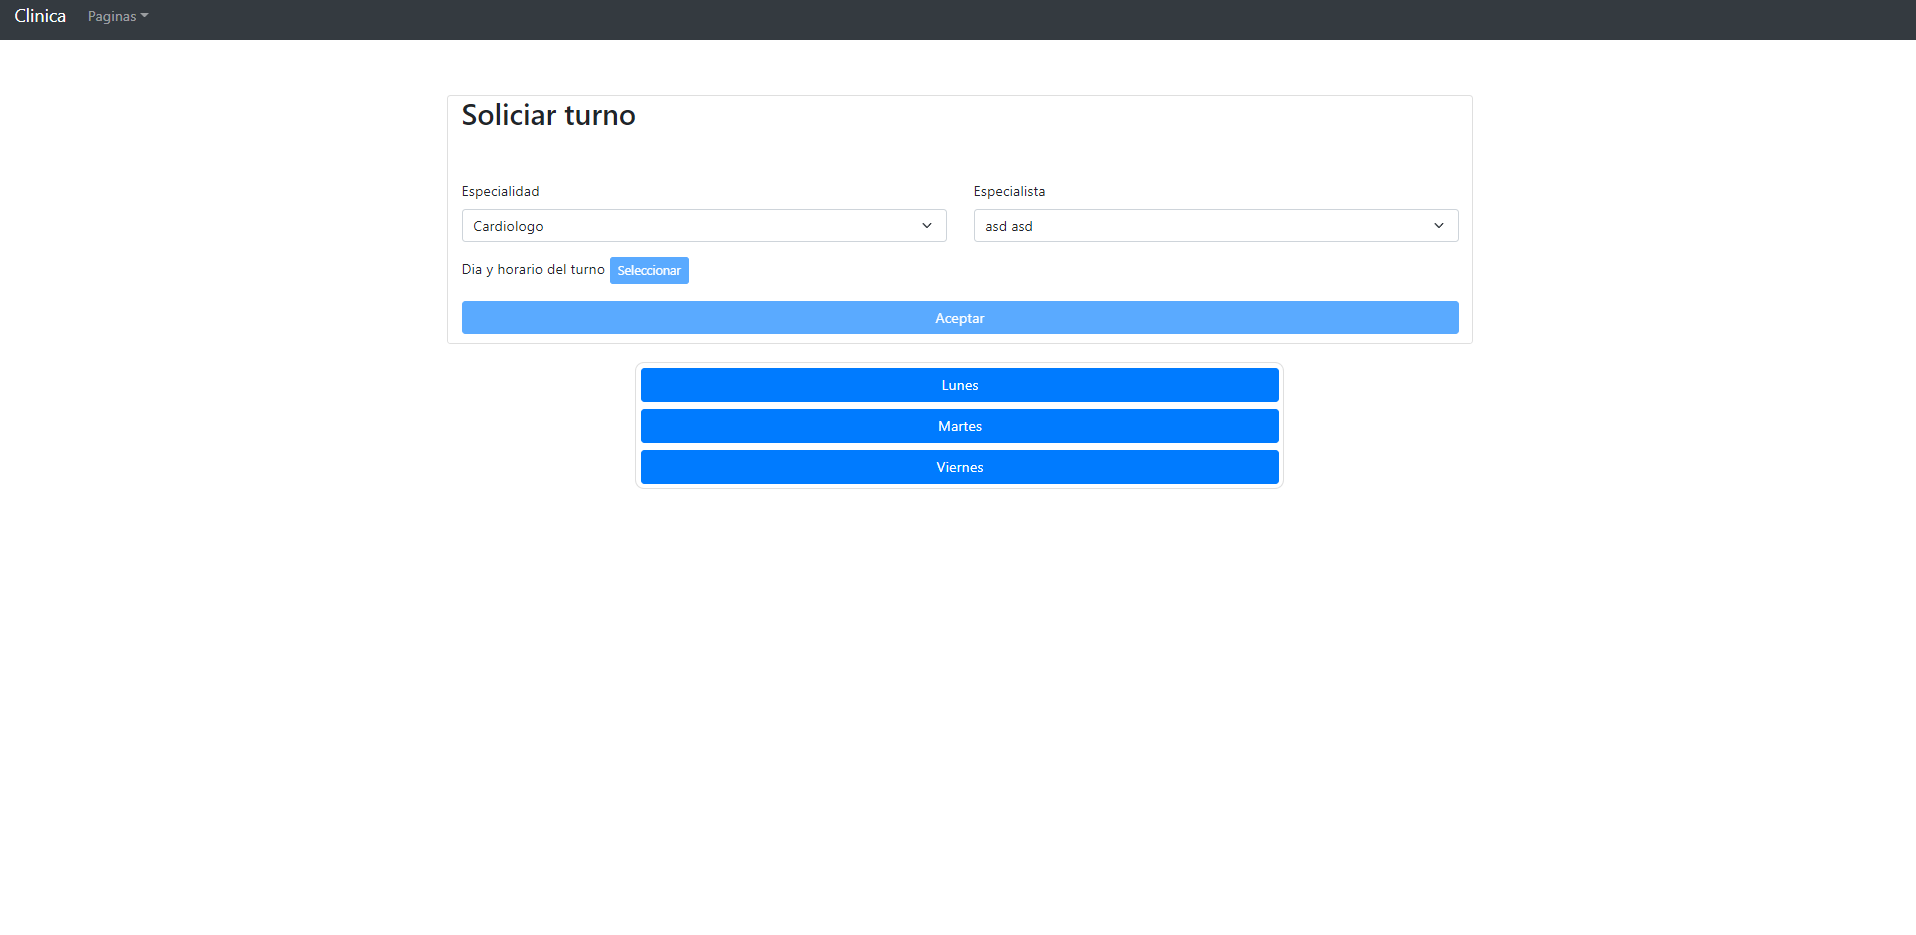 Clinica Paginas
Soliciar turno
Especialidad Especialista
Cardiologo asd asd
Dia y horario del turno Seleccionar
Aceptar
Lunes
Martes
Viernes